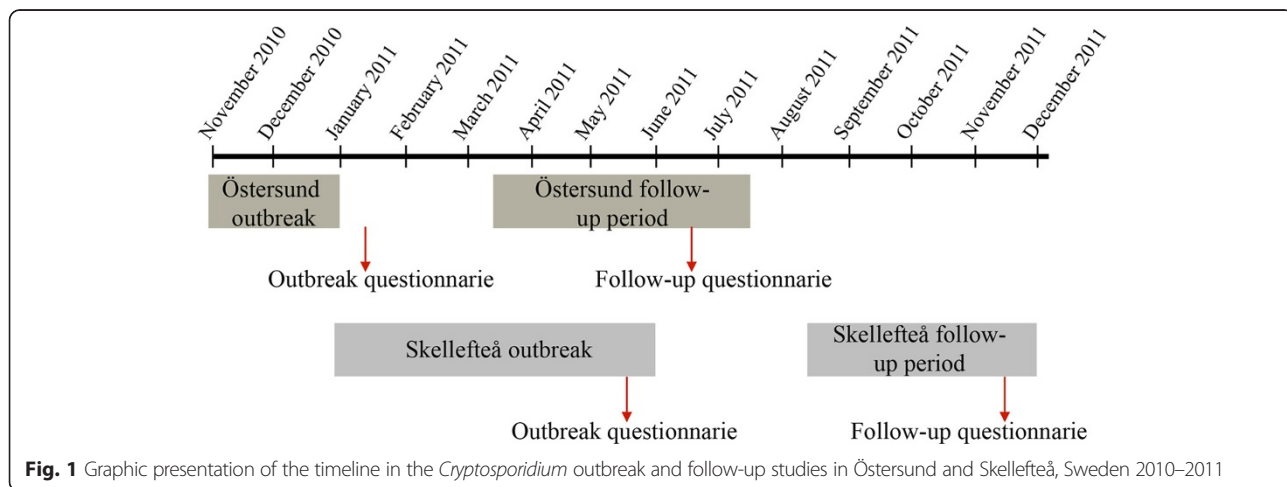 November 2010
December 2010
January 2011
February 2011
March 2011
April 2011
May 2011
June 2011
July 2011
August 2011
September 2011
October 2011
November 2011
December 2011
Östersund
outbreak
Östersund follow-
up period
Outbreak questionnarie
Follow-up questionnarie
Skellefteå outbreak
Skellefteå follow-
up period
Outbreak questionnarie
Follow-up questionnarie
Fig. 1 Graphic presentation of the timeline in the Cryptosporidium outbreak and follow-up studies in Östersund and Skellefteå, Sweden 2010–2011